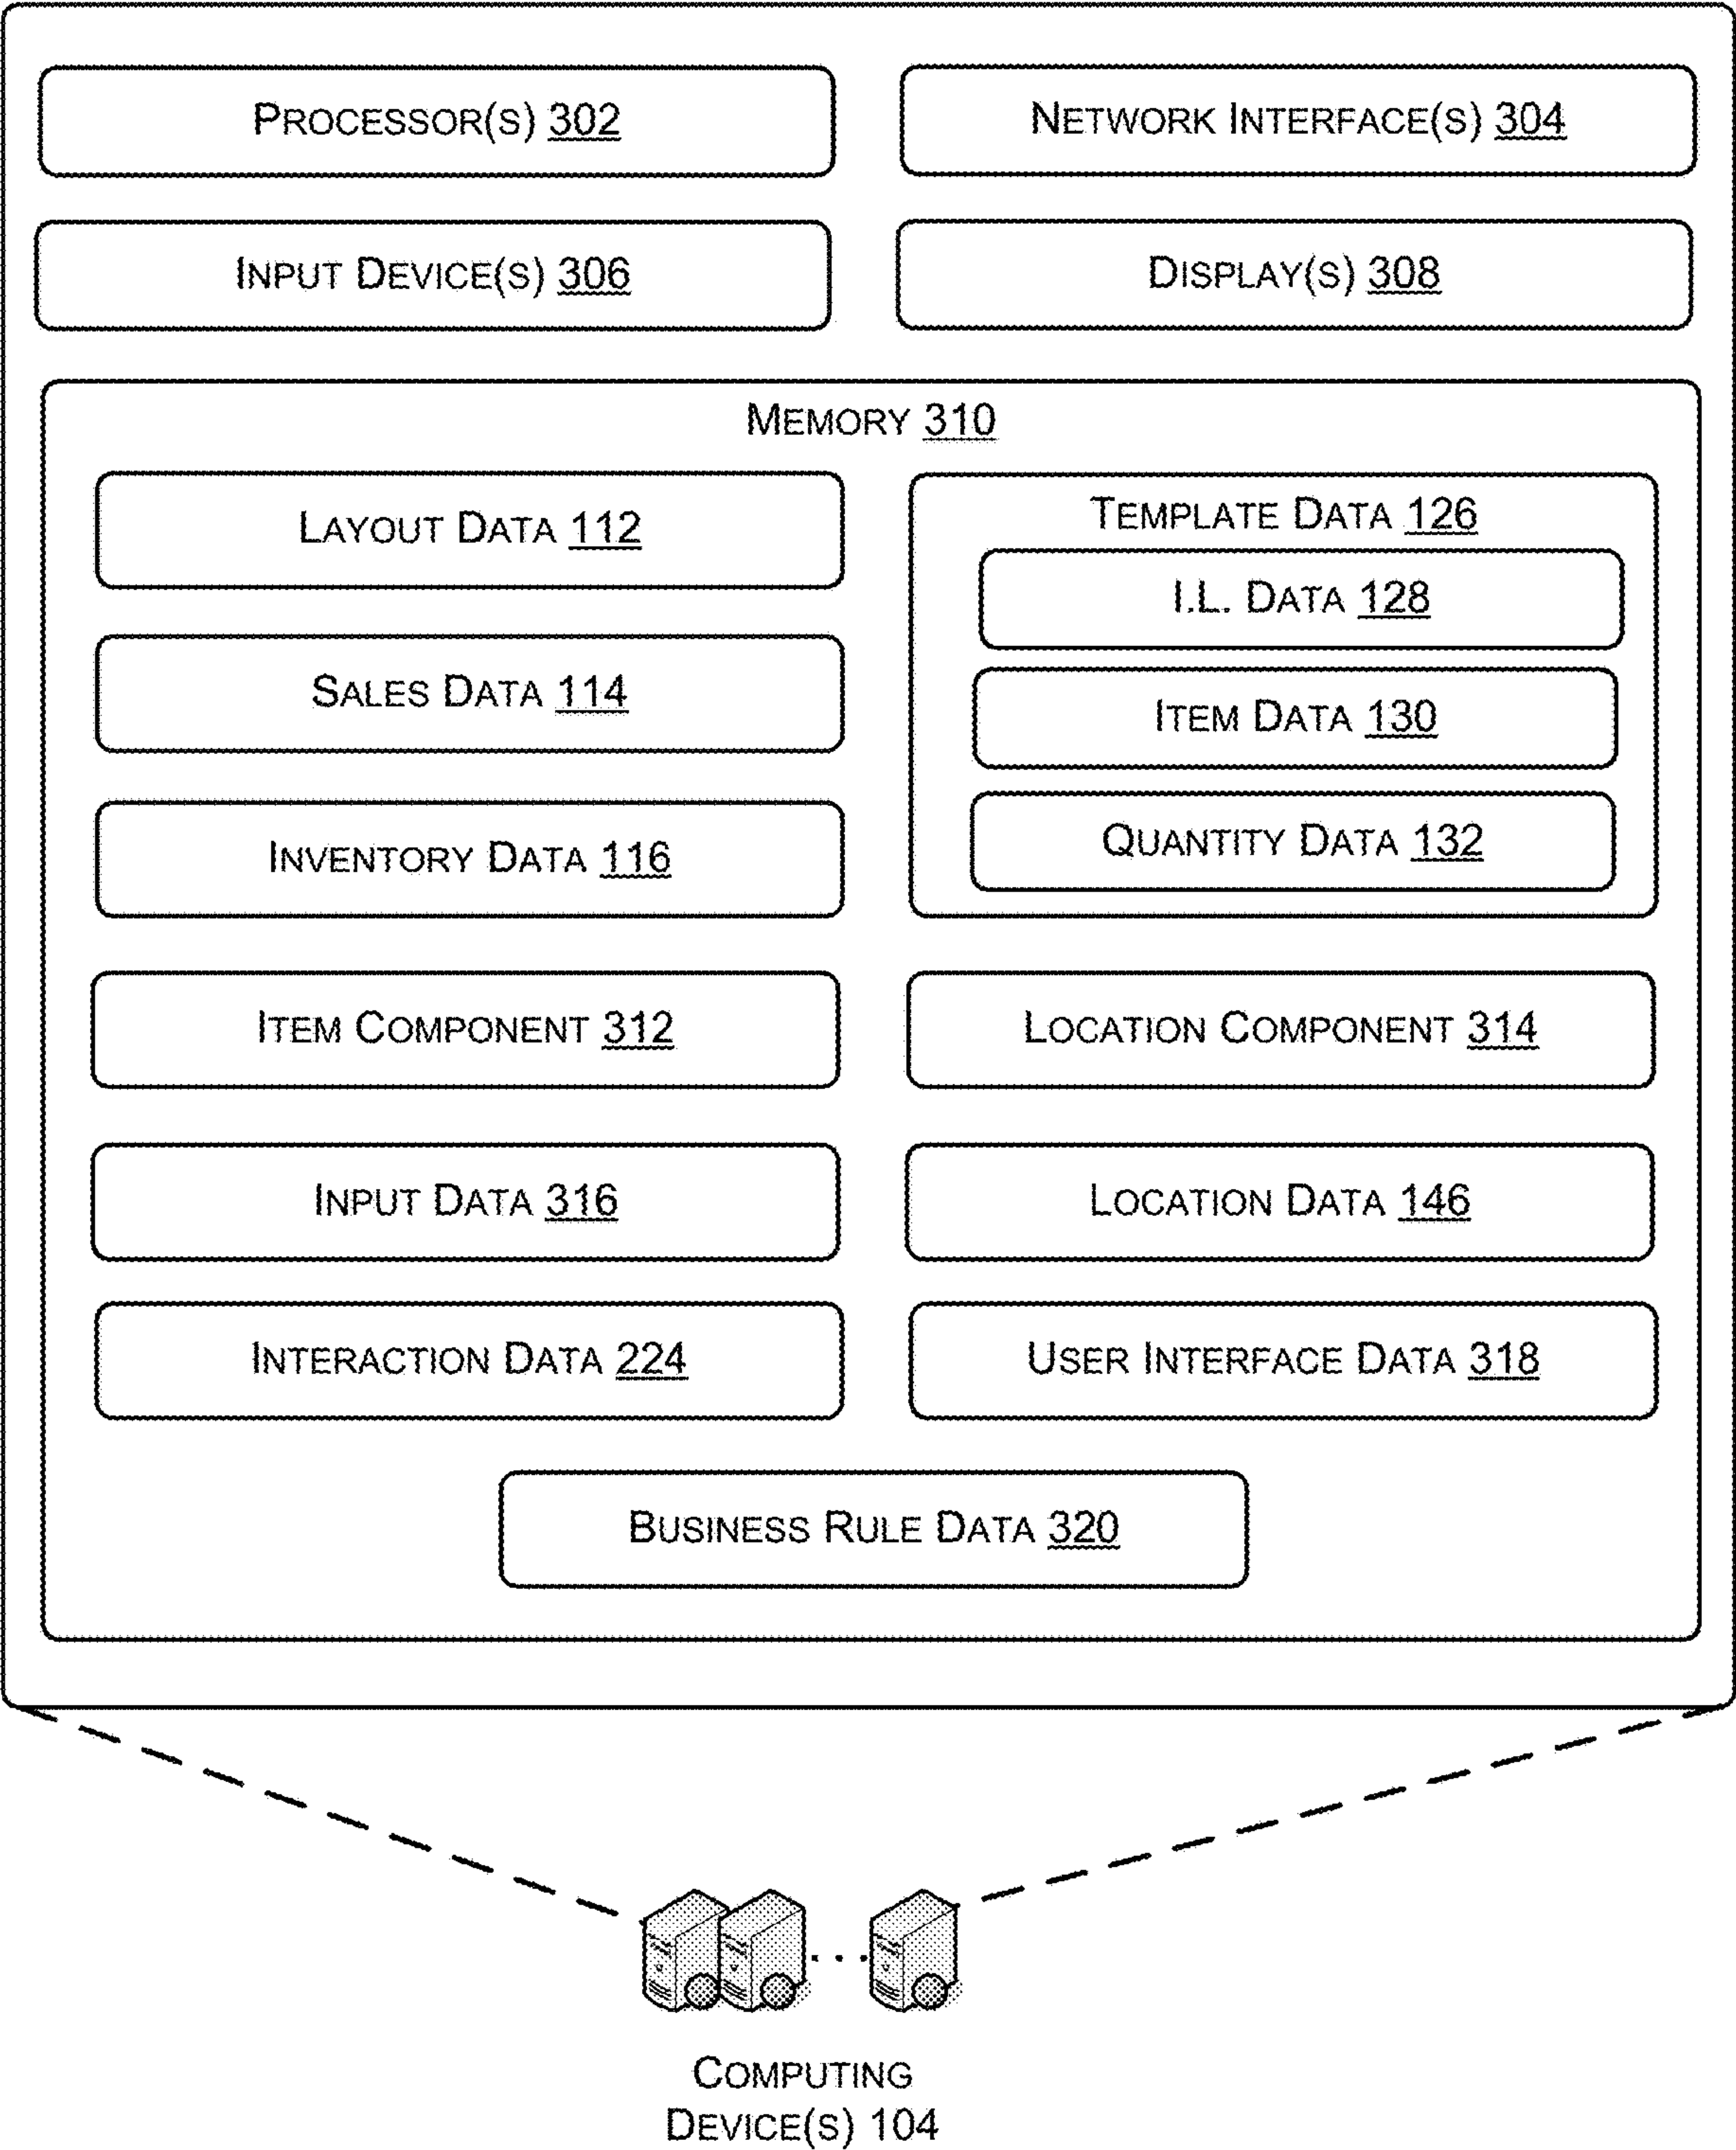 PROCESSOR(S) 302
NETWORK INTERFACE(S) 304
INPUT DEVICE(S) 306
DISPLAY(S) 308
MEMORY 310
LAYOUT DATA 112
TEMPLATE DATA 126
I.L. DATA 128
SALES DATA 114
ITEM DATA 130
INVENTORY DATA 116
QUANTITY DATA 132
ITEM COMPONENT 312
LOCATION COMPONENT 314
INPUT DATA 316
LOCATION DATA 146
INTERACTION DATA 224
USER INTERFACE DATA 318
BUSINESS RULE DATA 320
COMPUTING
DEVICE(S) 104